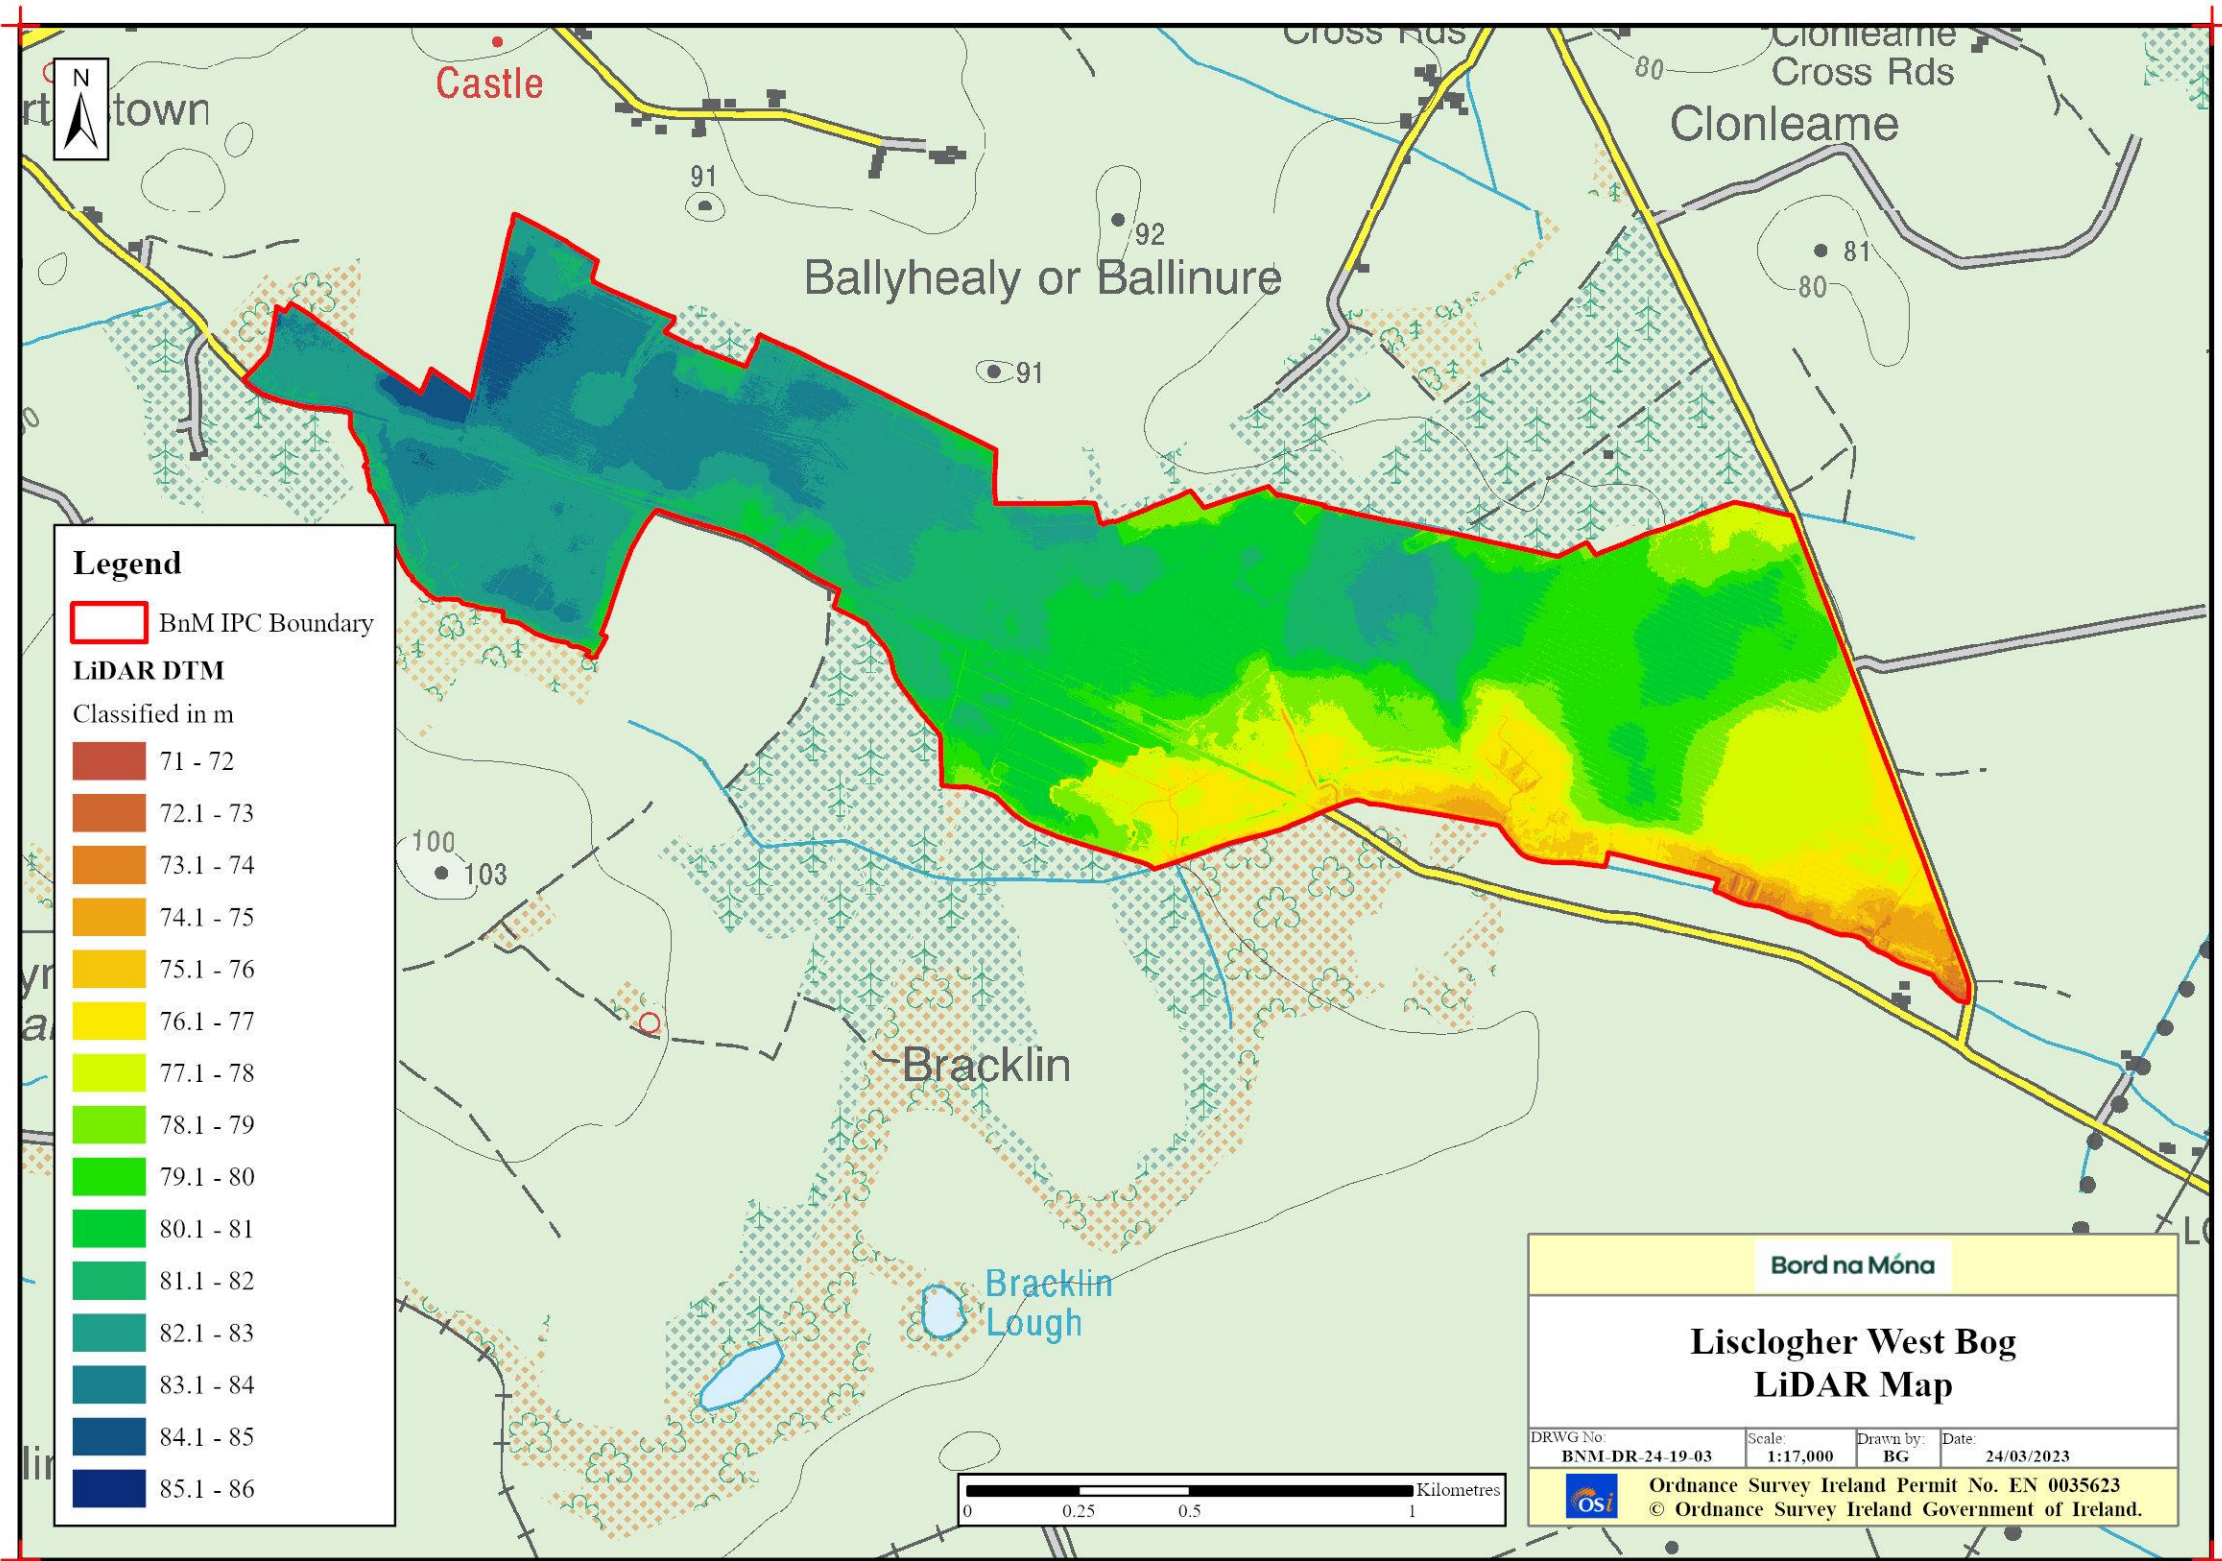 Cross Rds
Clonleame
Cross Rds
80
N
town
Castle
Clonleame
91
92
81
80
Ballyhealy or Ballinure
91
Legend
BnM IPC Boundary
LiDAR DTM
Classified in m
71 - 72
72.1 - 73
73.1 - 74
74.1 - 75
75.1 - 76
76.1 - 77
77.1 - 78
78.1 - 79
79.1 - 80
80.1 - 81
81.1 - 82
82.1 - 83
83.1 - 84
84.1 - 85
85.1 - 86
100
103
Bracklin
Bracklin
Lough
Bord na Móna
Lisclogher West Bog
LiDAR Map
DRWG No:
BNM-DR-24-19-03
Scale:
1:17,000
Drawn by:
BG
Date:
24/03/2023
OSi
Ordnance Survey Ireland Permit No. EN 0035623
© Ordnance Survey Ireland Government of Ireland.
Kilometres
0 0.25 0.5 1